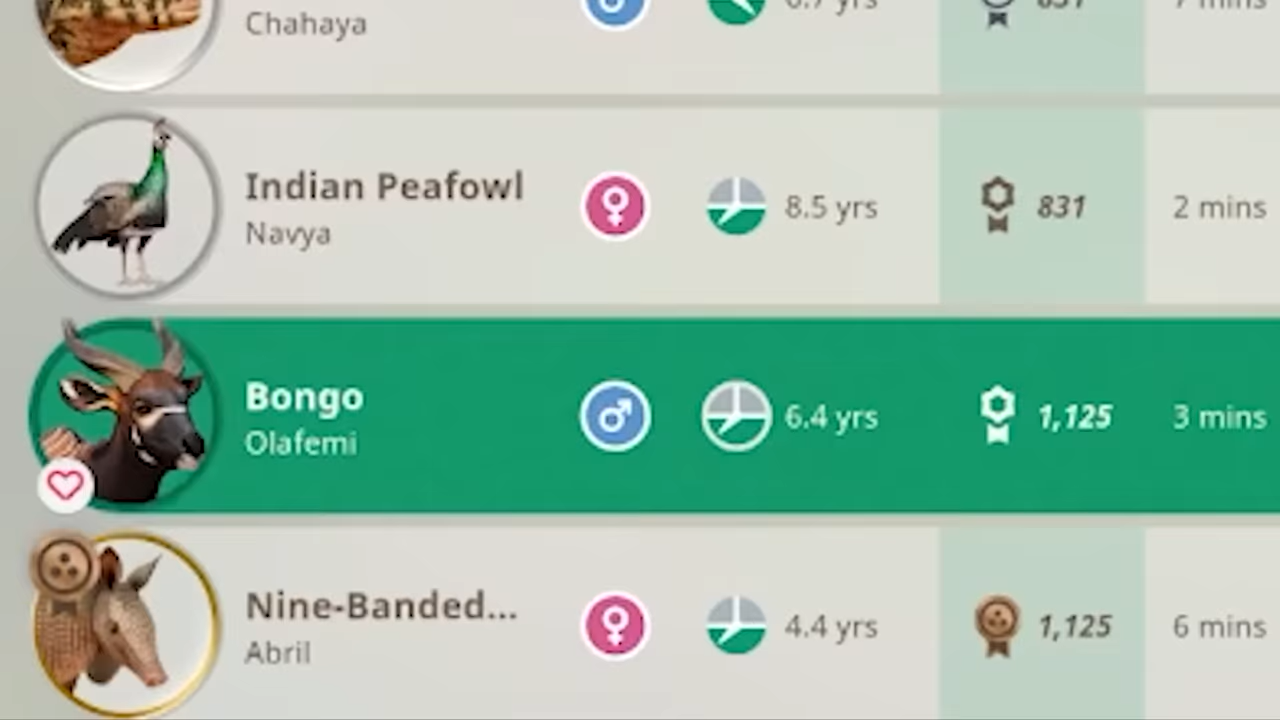 Chahaya
Indian Peafowl
Navya
8.5 yrs
831
2 mins
Bongo
Olafemi
6.4 yrs
1,125
3 mins
Nine-Banded...
Abril
4.4 yrs
1,125
6 mins